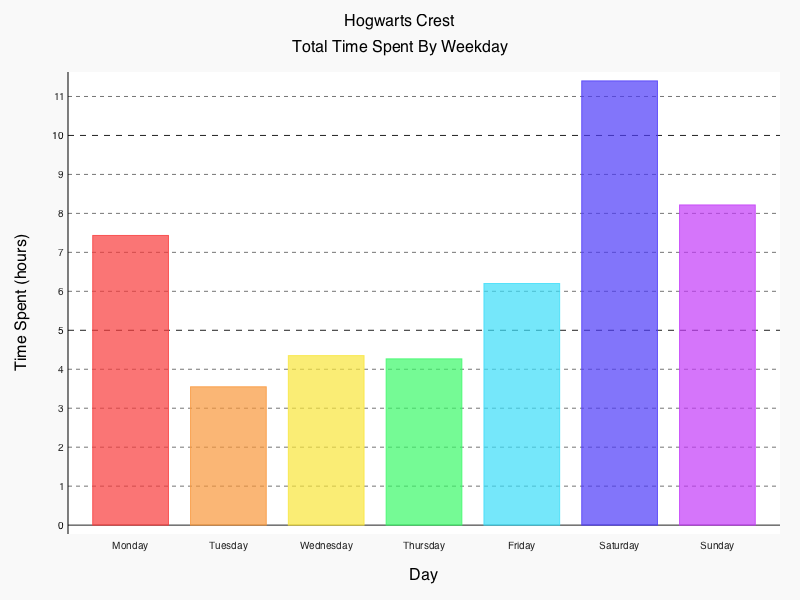 Hogwarts Crest
Total Time Spent By Weekday
Time Spent (hours)
11
10
9
8
7
6
5
4
3
2
1
0
Monday Tuesday Wednesday Thursday Friday Saturday Sunday
Day